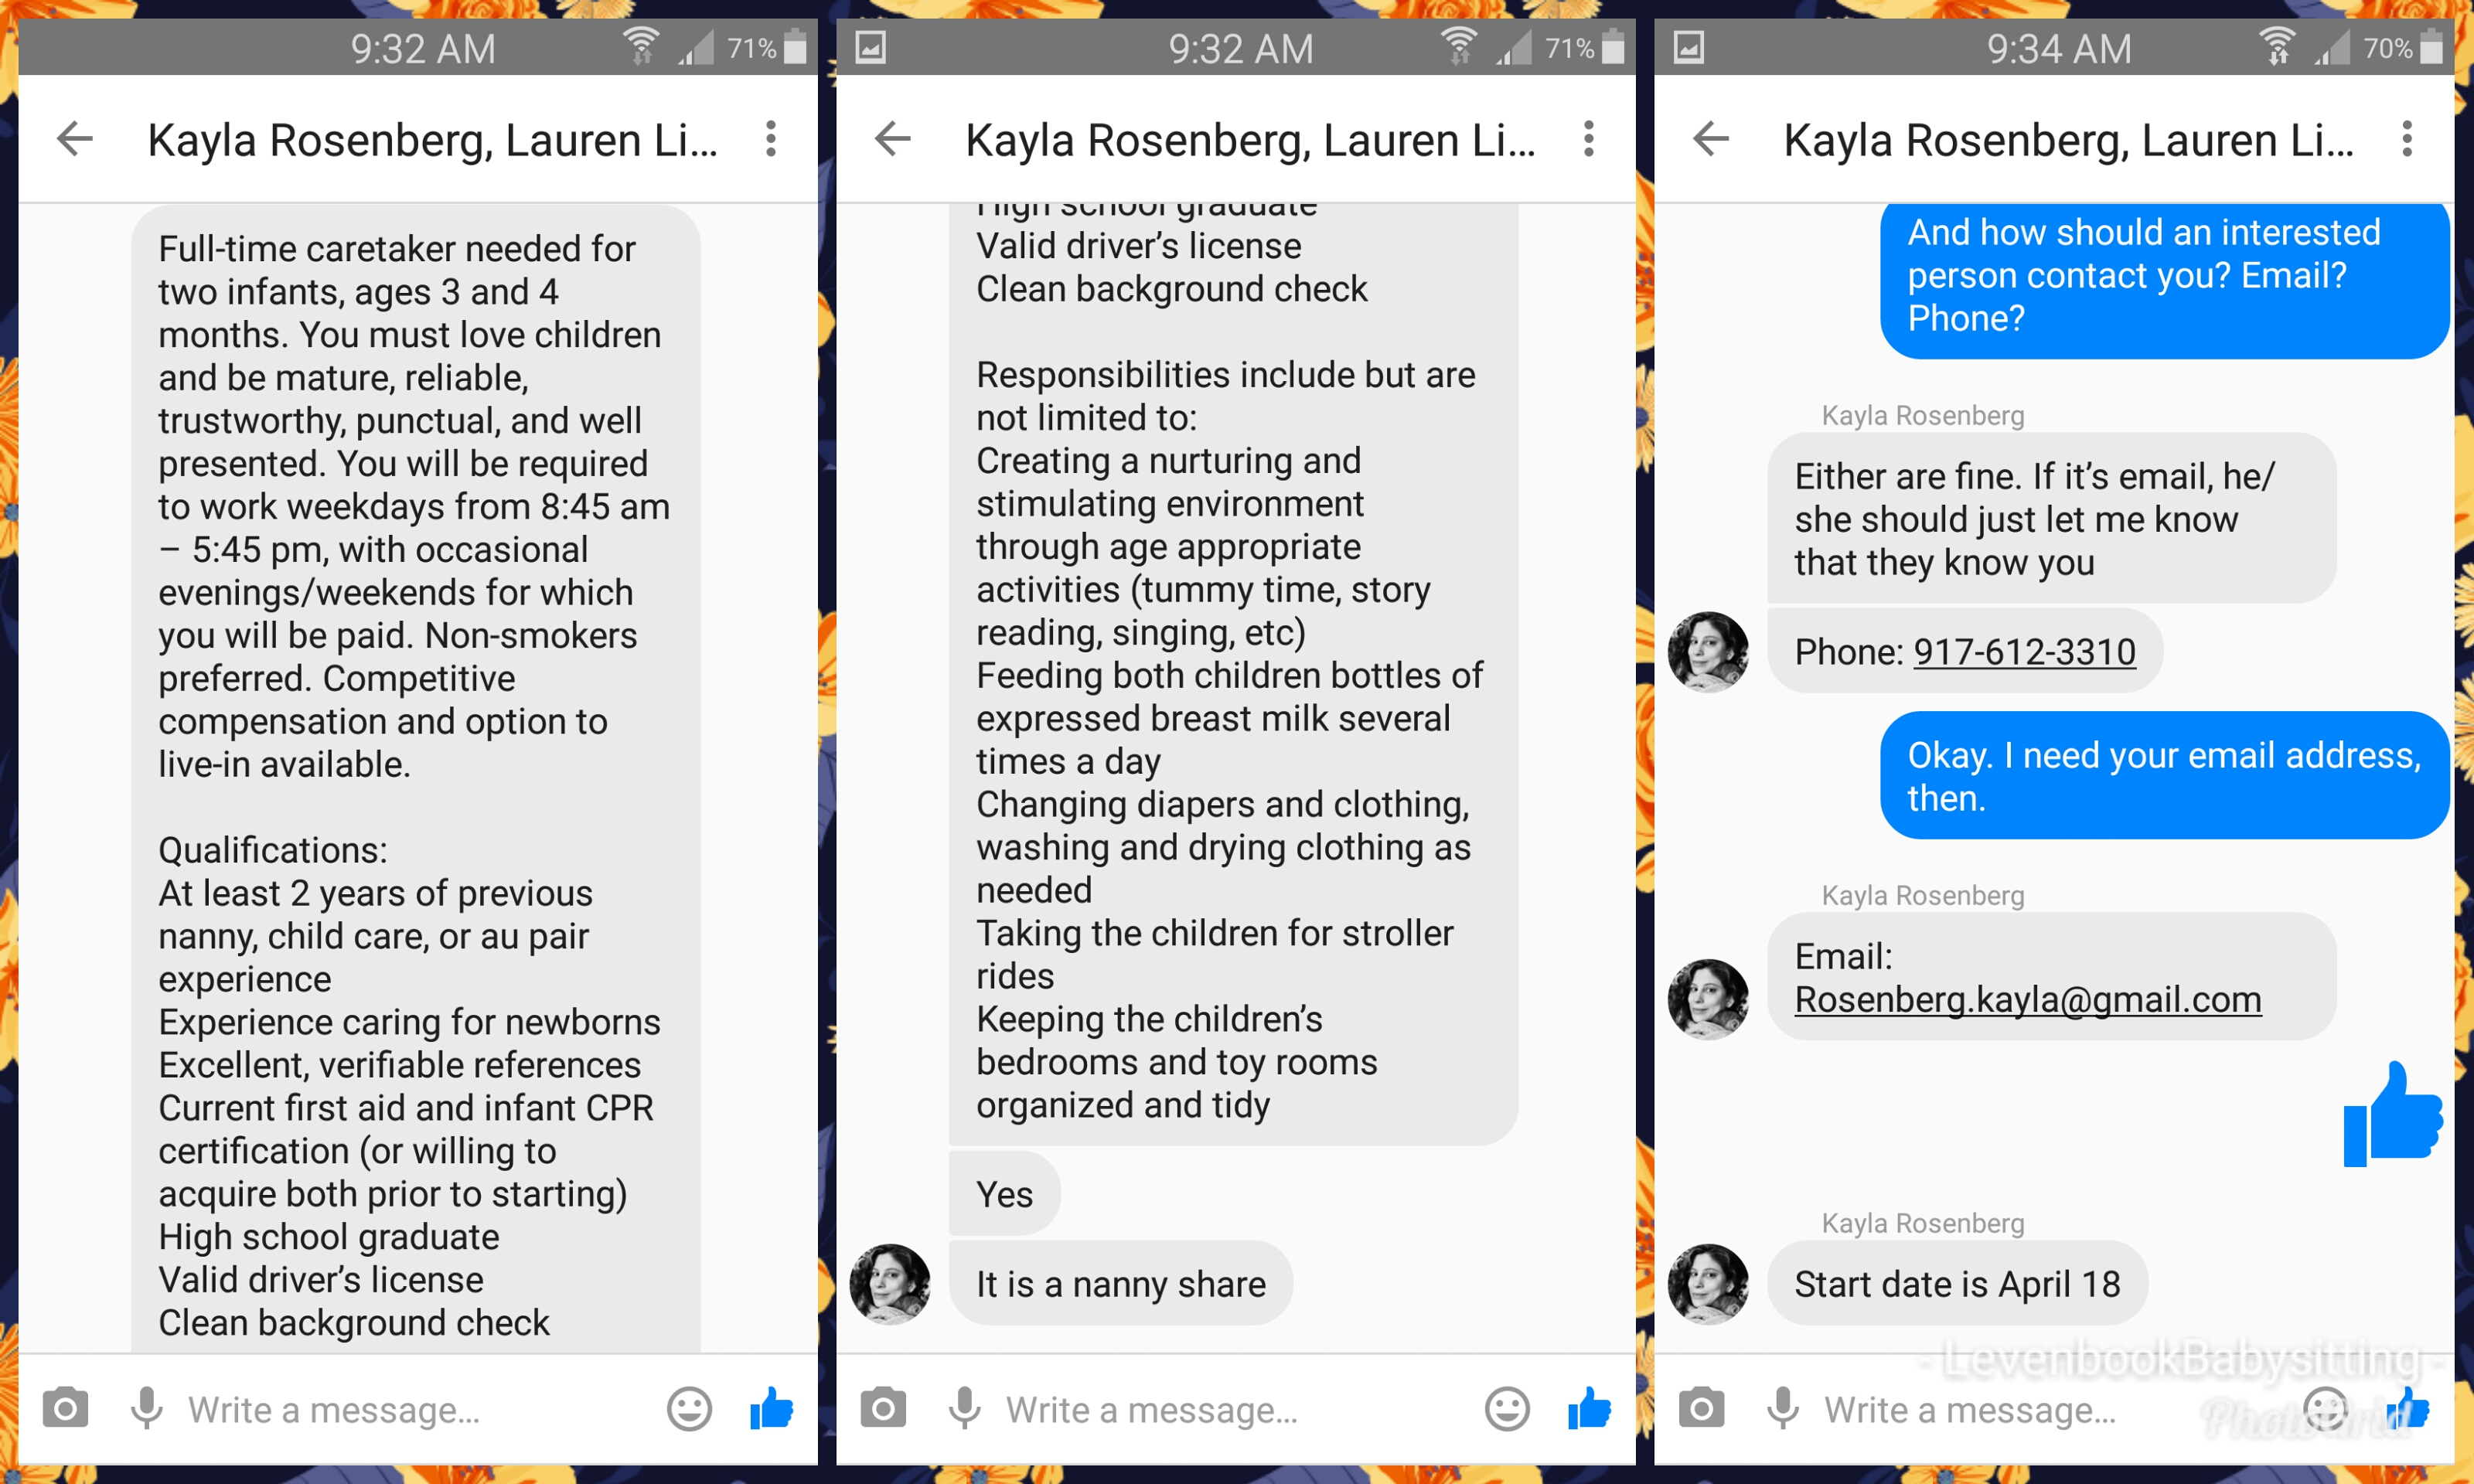 9:32 AM
71%
Kayla Rosenberg, Lauren Li...
Full-time caretaker needed for
two infants, ages 3 and 4
months. You must love children
and be mature, reliable,
trustworthy, punctual, and well
presented. You will be required
to work weekdays from 8:45 am
– 5:45 pm, with occasional
evenings/weekends for which
you will be paid. Non-smokers
preferred. Competitive
compensation and option to
live-in available.
Qualifications:
At least 2 years of previous
nanny, child care, or au pair
experience
Experience caring for newborns
Excellent, verifiable references
Current first aid and infant CPR
certification (or willing to
acquire both prior to starting)
High school graduate
Valid driver’s license
Clean background check
Write a message...
9:32 AM
71%
Kayla Rosenberg, Lauren Li...
High school graduate
Valid driver’s license
Clean background check
Responsibilities include but are
not limited to:
Creating a nurturing and
stimulating environment
through age appropriate
activities (tummy time, story
reading, singing, etc)
Feeding both children bottles of
expressed breast milk several
times a day
Changing diapers and clothing,
washing and drying clothing as
needed
Taking the children for stroller
rides
Keeping the children’s
bedrooms and toy rooms
organized and tidy
Yes
It is a nanny share
Write a message...
9:34 AM
70%
Kayla Rosenberg, Lauren Li...
And how should an interested
person contact you? Email?
Phone?
Kayla Rosenberg
Either are fine. If it’s email, he/
she should just let me know
that they know you
Phone: 917-612-3310
Okay. I need your email address,
then.
Kayla Rosenberg
Email:
Rosenberg.kayla@gmail.com
Kayla Rosenberg
Start date is April 18
- LevenbookBabysitting -
Write a message...
PhotoGrid